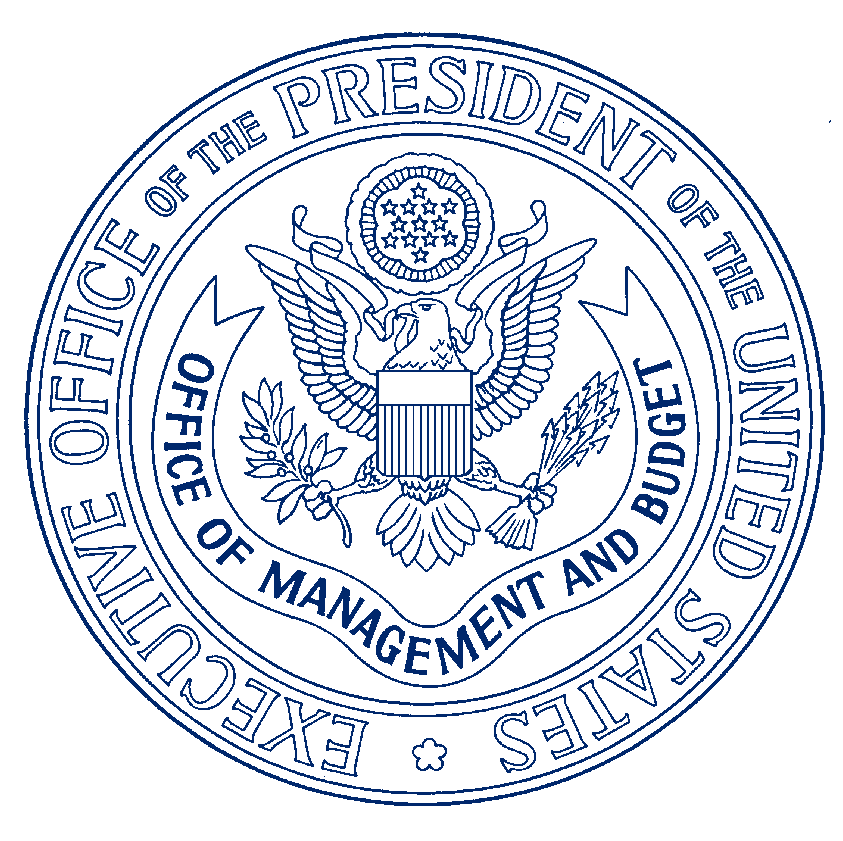 EXECUTIVE OFFICE OF THE PRESIDENT OF THE UNITED STATES
OFFICE OF MANAGEMENT AND BUDGET